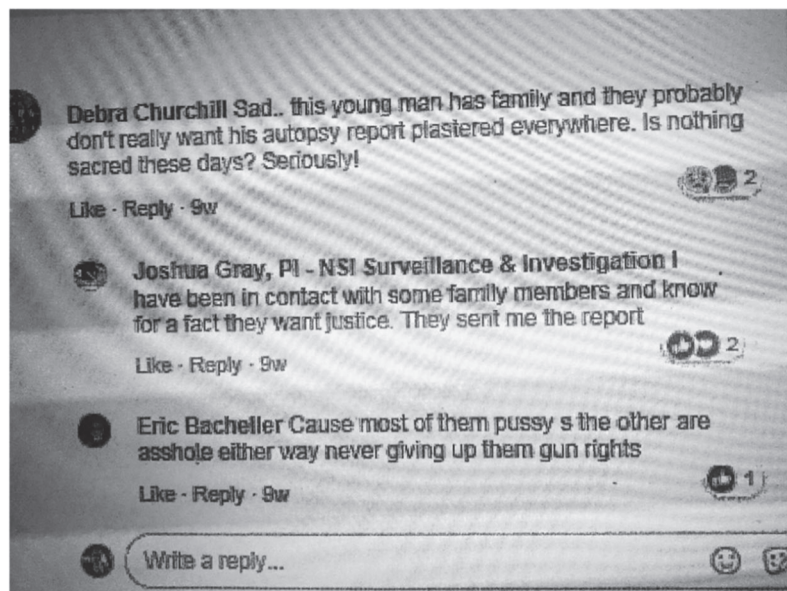 Debra Churchill Sad.. this young man has family and they probably
don't really want his autopsy report plastered everywhere. Is nothing
sacred these days? Seriously!
2
Like · Reply · 9w
Joshua Gray, PI - NSI Surveillance & Investigation I
have been in contact with some family members and know
for a fact they want justice. They sent me the report
2
Like · Reply · 9w
Eric Bacheller Cause most of them pussy s the other are
asshole either way never giving up them gun rights
1
Like · Reply · 9w
Write a reply...